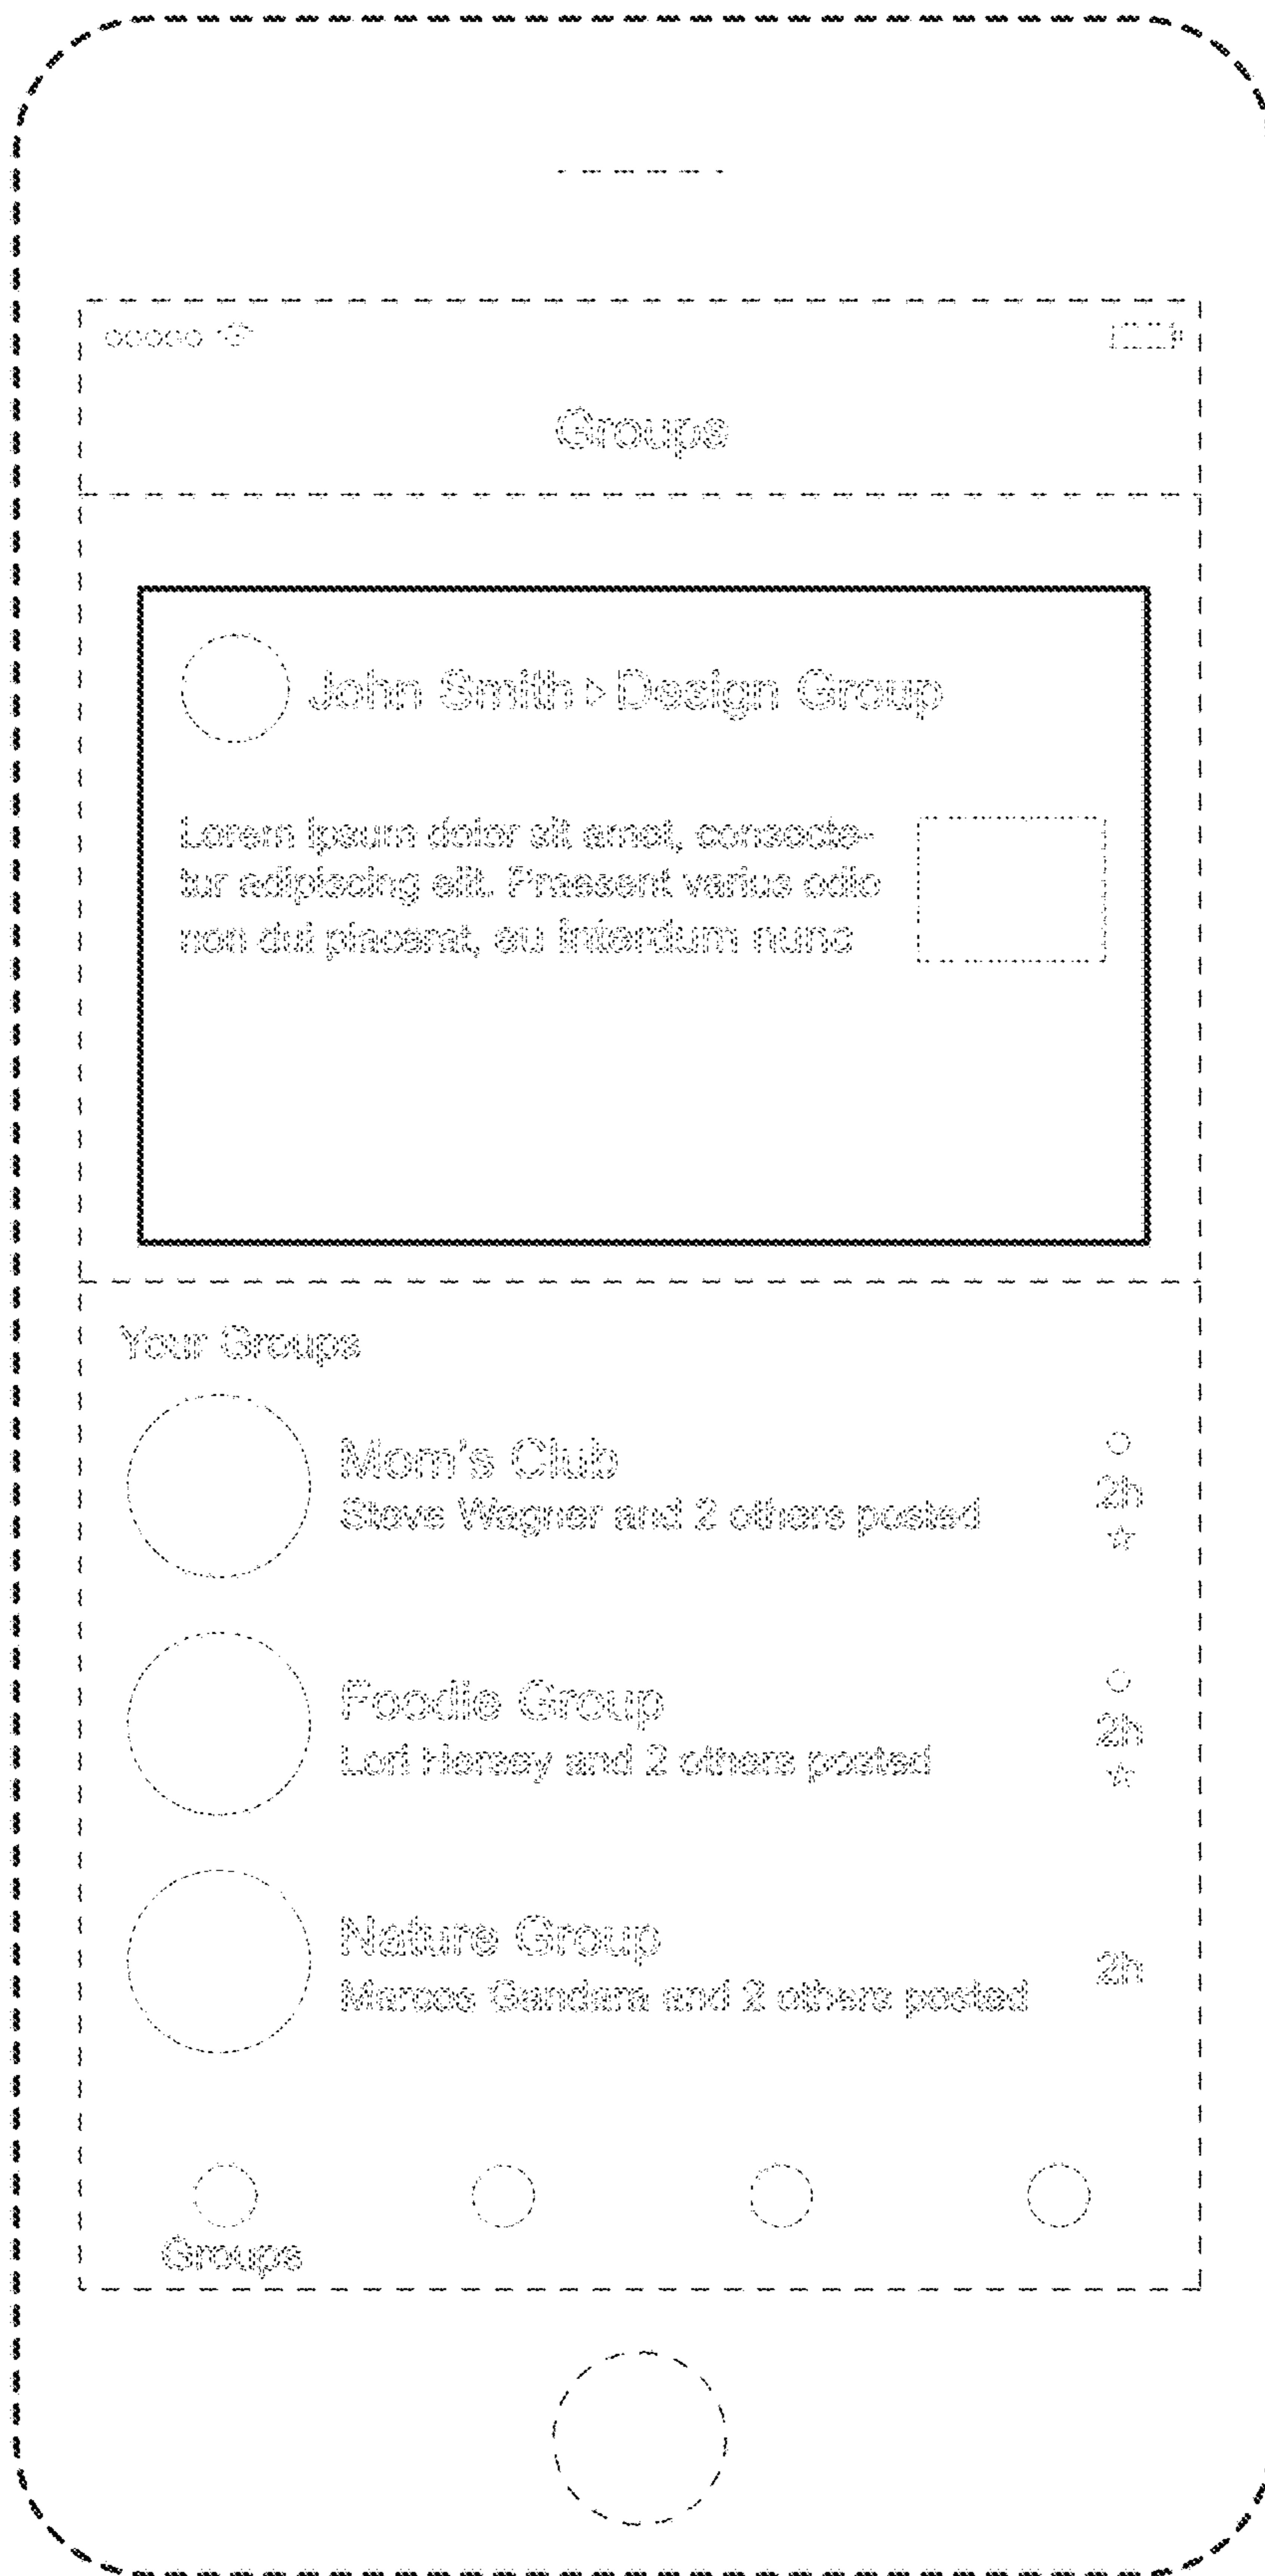 Groups
John Smith ▹ Design Group
Lorem ipsum dolor sit amet, consecte-
tur adipiscing elit. Praesent varius odio
non dui placerat, eu interdum nunc
Your Groups
Mom's Club
Steve Wagner and 2 others posted
2h
Foodie Group
Lori Hersey and 2 others posted
2h
Nature Group
Marcos Gandara and 2 others posted
2h
Groups